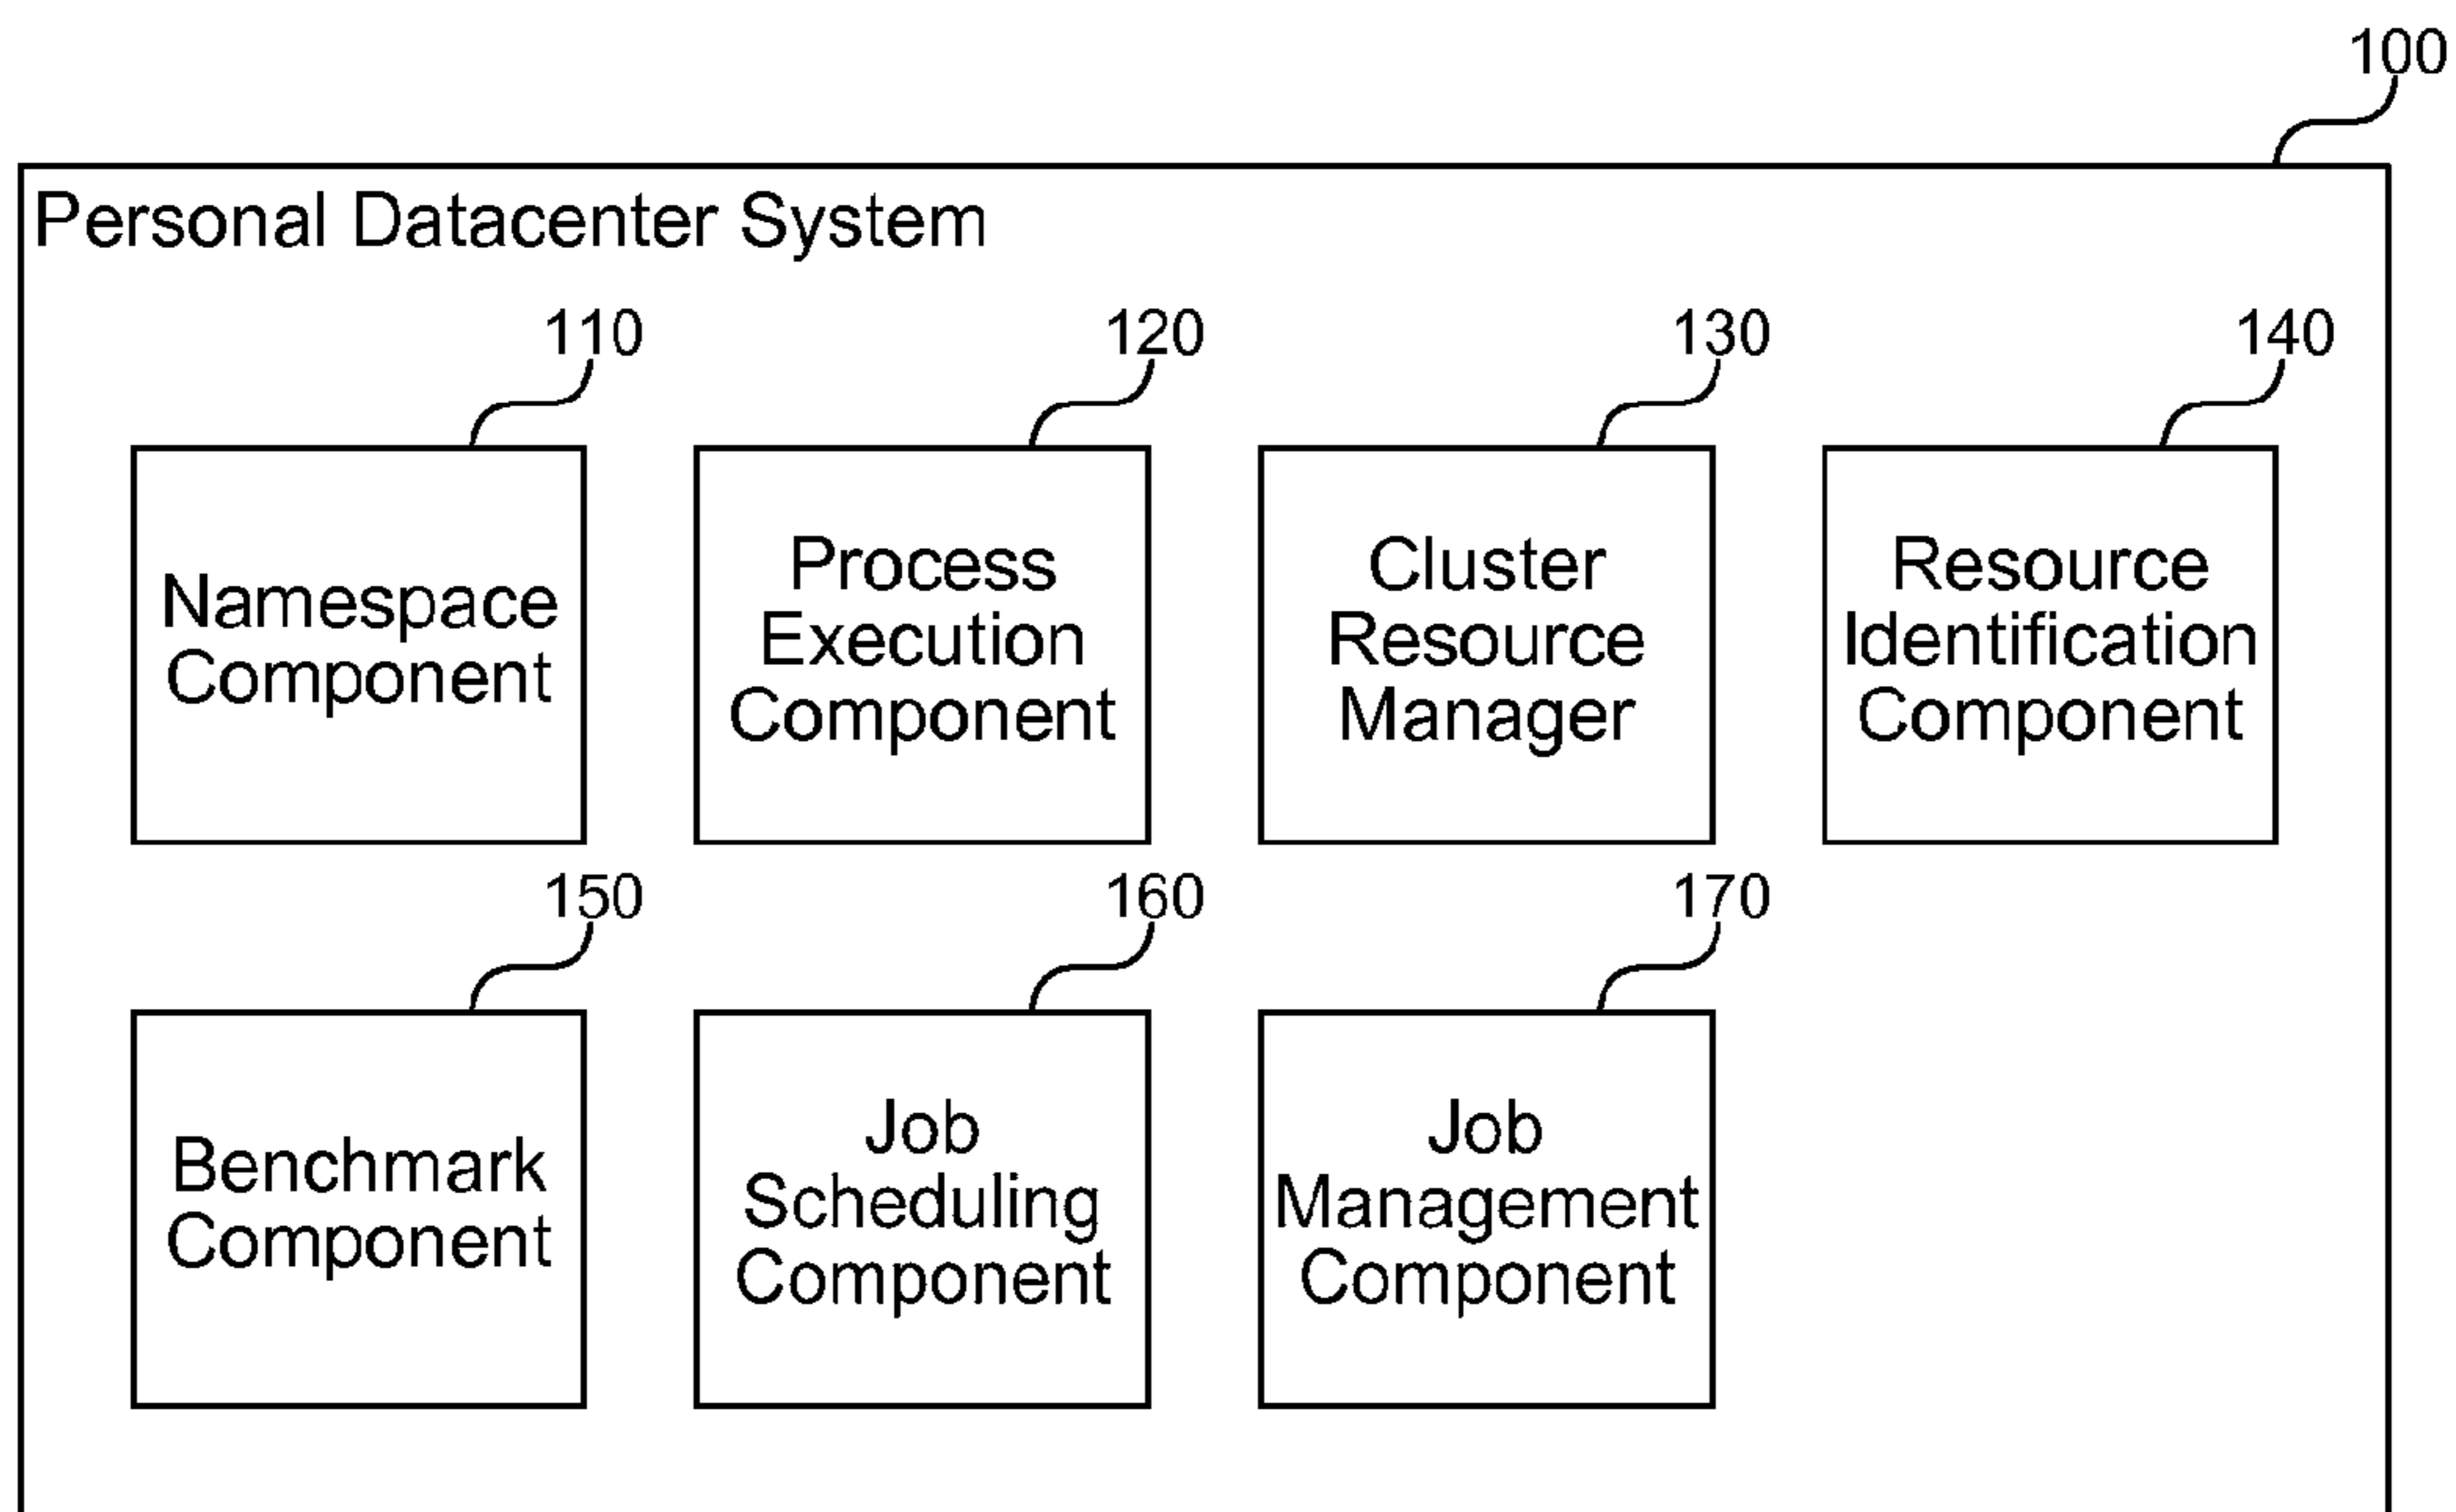 100
Personal Datacenter System
110
120
130
140
Namespace
Component
Process
Execution
Component
Cluster
Resource
Manager
Resource
Identification
Component
150
160
170
Benchmark
Component
Job
Scheduling
Component
Job
Management
Component